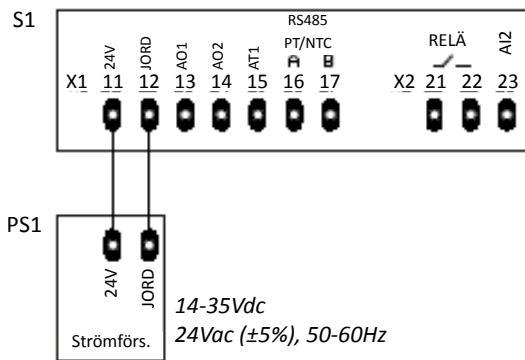 S1
RS485
PT/NTC
RELÄ
24V JORD AO1 AO2 AT1 A B AI2
X1 11 12 13 14 15 16 17 X2 21 22 23
PS1
24V JORD
14-35Vdc
Strömförs. 24Vac (±5%), 50-60Hz